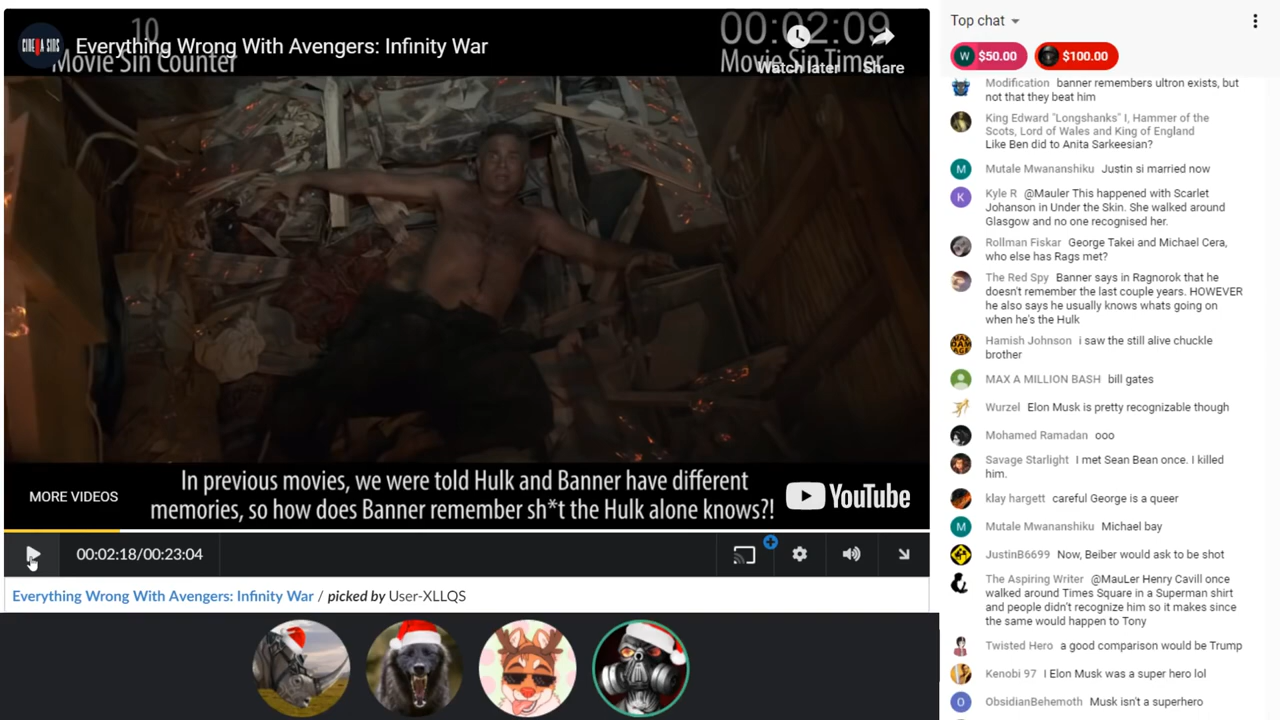 10
Movie Sin Counter
00:02:09
Movie Sin Timer
CINEMA SINS
Everything Wrong With Avengers: Infinity War
Watch later
Share
In previous movies, we were told Hulk and Banner have different
memories, so how does Banner remember sh*t the Hulk alone knows?!
MORE VIDEOS
YouTube
00:02:18/00:23:04
Everything Wrong With Avengers: Infinity War / picked by User-XLLQS
Top chat
W $50.00
$100.00
Modification banner remembers ultron exists, but
not that they beat him
King Edward "Longshanks" I, Hammer of the
Scots, Lord of Wales and King of England
Like Ben did to Anita Sarkeesian?
M Mutale Mwananshiku Justin si married now
K Kyle R @Mauler This happened with Scarlet
Johanson in Under the Skin. She walked around
Glasgow and no one recognised her.
Rollman Fiskar George Takei and Michael Cera,
who else has Rags met?
The Red Spy Banner says in Ragnorok that he
doesn't remember the last couple years. HOWEVER
he also says he usually knows whats going on
when he's the Hulk
Hamish Johnson i saw the still alive chuckle
brother
MAX A MILLION BASH bill gates
Wurzel Elon Musk is pretty recognizable though
Mohamed Ramadan ooo
Savage Starlight I met Sean Bean once. I killed
him.
klay hargett careful George is a queer
M Mutale Mwananshiku Michael bay
JustinB6699 Now, Beiber would ask to be shot
The Aspiring Writer @MauLer Henry Cavill once
walked around Times Square in a Superman shirt
and people didn't recognize him so it makes since
the same would happen to Tony
Twisted Hero a good comparison would be Trump
Kenobi 97 I Elon Musk was a super hero lol
O ObsidianBehemoth Musk isn't a superhero